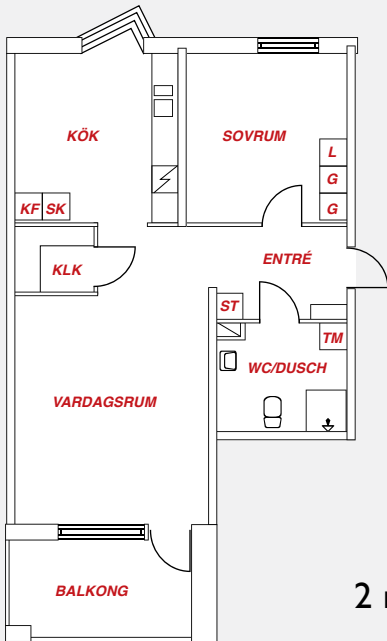 KÖK
SOVRUM
L
G
G
KF SK
KLK
ENTRÉ
ST
TM
WC/DUSCH
VARDAGSRUM
BALKONG
2